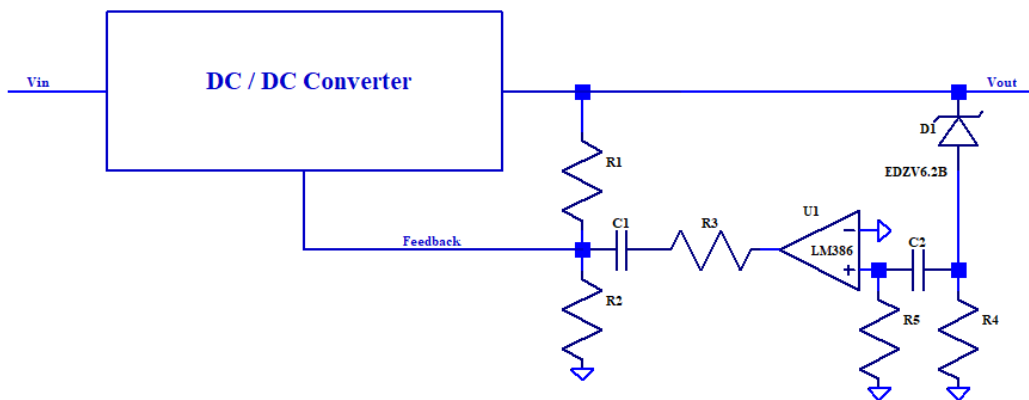 DC / DC Converter
Vin
Vout
D1
R1
EDZV6.2B
U1
C1
R3
Feedback
LM386
C2
R2
R5
R4